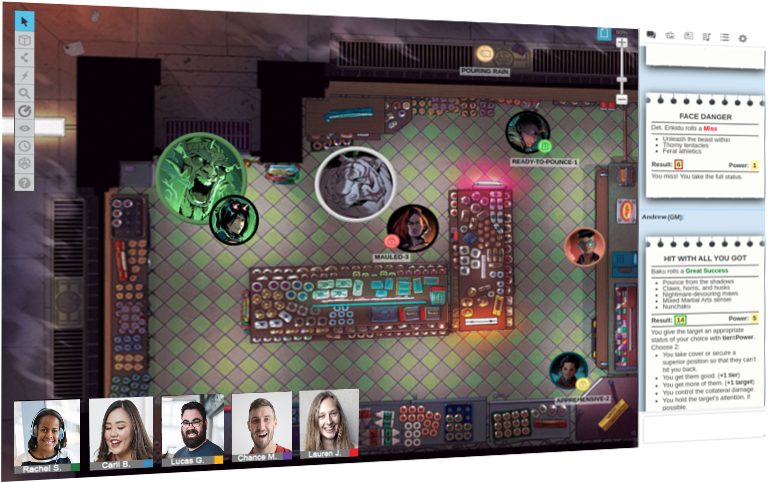 POURING RAIN
READY-TO-POUNCE-1
MAULED-3
APPREHENSIVE-2
Rachel S.
Carli B.
Lucas G.
Chance M.
Lauren J.
FACE DANGER
Det. Enkidu rolls a Miss
Unleash the beast within
Thorny tentacles
Feral athletics
Result: 6 Power: 1
You miss! You take the full status.
Andrew (GM):
HIT WITH ALL YOU GOT
Baku rolls a Great Success
Pounce from the shadows
Claws, horns, and husks
Nightmare-devouring maws
Mixed Martial Arts sensei
Nunchaku
Result: 14 Power: 5
You give the target an appropriate
status of your choice with tier=Power.
Choose 2:
You take cover or secure a
superior position so that they can't
hit you back.
You get them good. (+1 tier)
You get more of them. (+1 target)
You control the collateral damage.
You hold the target's attention, if
possible.